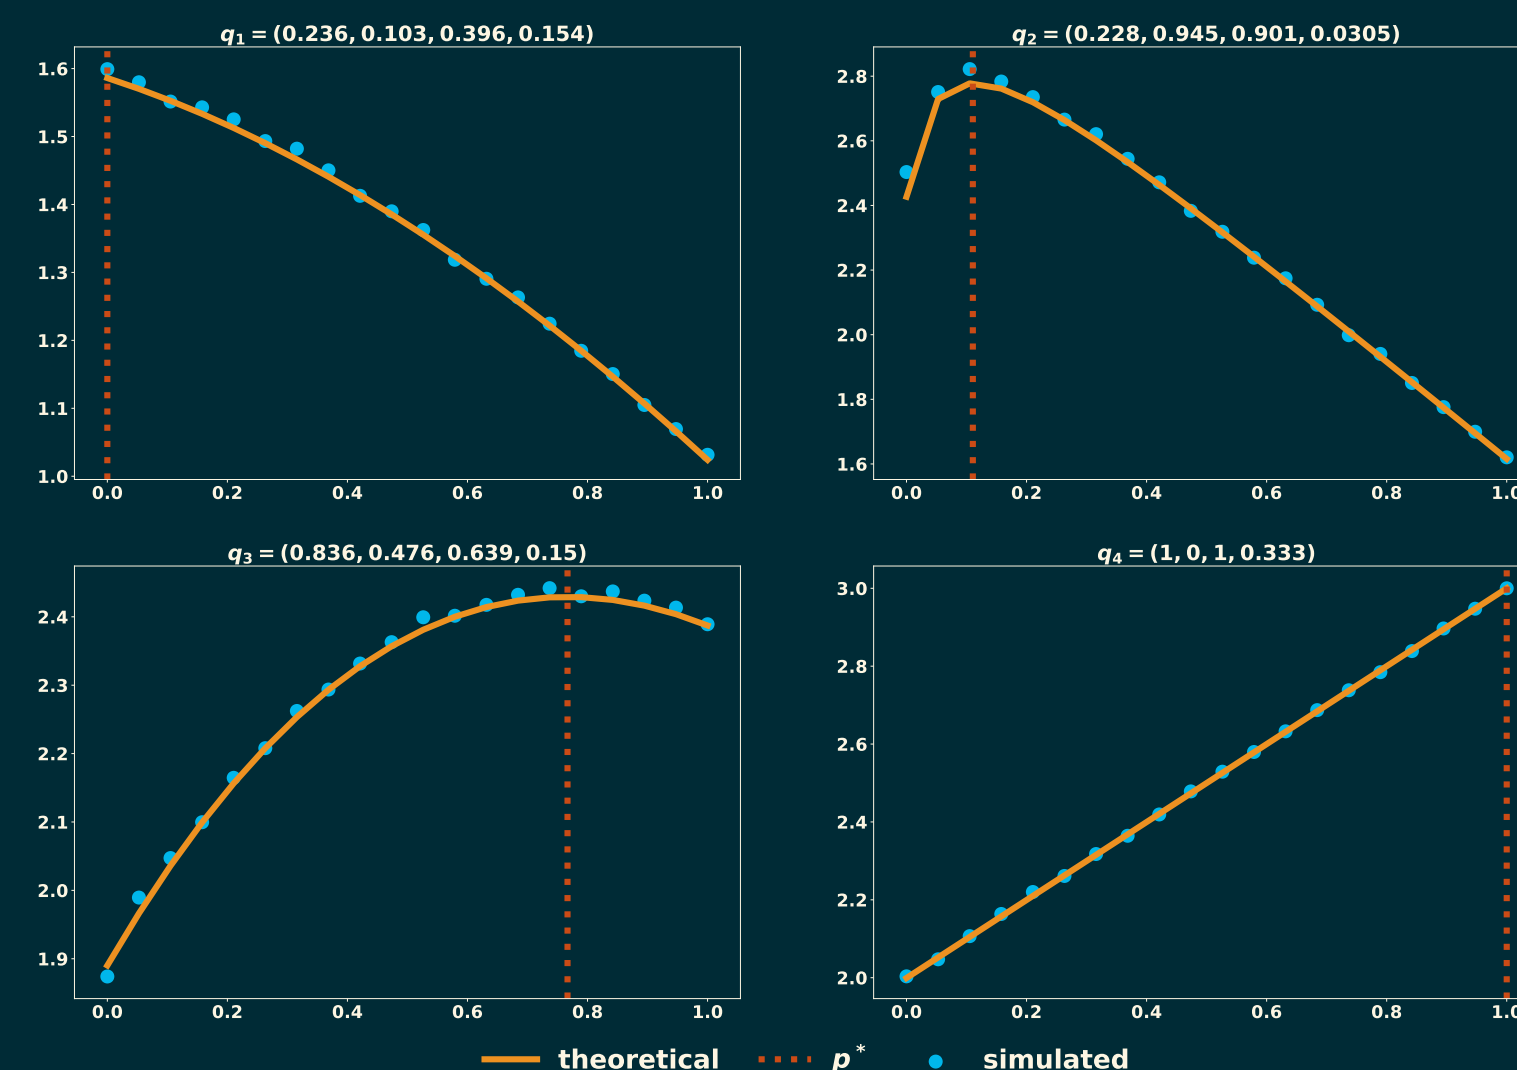 q₁ = (0.236, 0.103, 0.396, 0.154)
1.6
1.5
1.4
1.3
1.2
1.1
1.0
0.0 0.2 0.4 0.6 0.8 1.0
q₂ = (0.228, 0.945, 0.901, 0.0305)
2.8
2.6
2.4
2.2
2.0
1.8
1.6
0.0 0.2 0.4 0.6 0.8 1.0
q₃ = (0.836, 0.476, 0.639, 0.15)
2.4
2.3
2.2
2.1
2.0
1.9
0.0 0.2 0.4 0.6 0.8 1.0
q₄ = (1, 0, 1, 0.333)
3.0
2.8
2.6
2.4
2.2
2.0
0.0 0.2 0.4 0.6 0.8 1.0
theoretical p* simulated